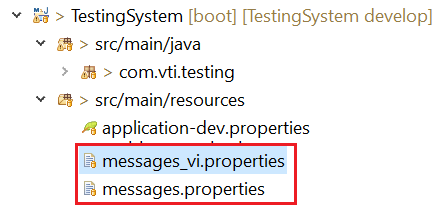 TestingSystem [boot] [TestingSystem develop]
src/main/java
com.vti.testing
src/main/resources
application-dev.properties
messages_vi.properties
messages.properties